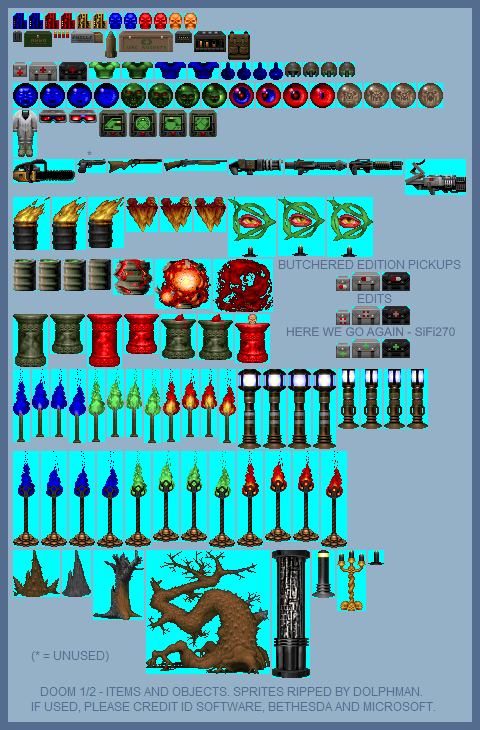 *
BUTCHERED EDITION PICKUPS
EDITS
HERE WE GO AGAIN - SiFi270
(* = UNUSED)
DOOM 1/2 - ITEMS AND OBJECTS. SPRITES RIPPED BY DOLPHMAN.
IF USED, PLEASE CREDIT ID SOFTWARE, BETHESDA AND MICROSOFT.